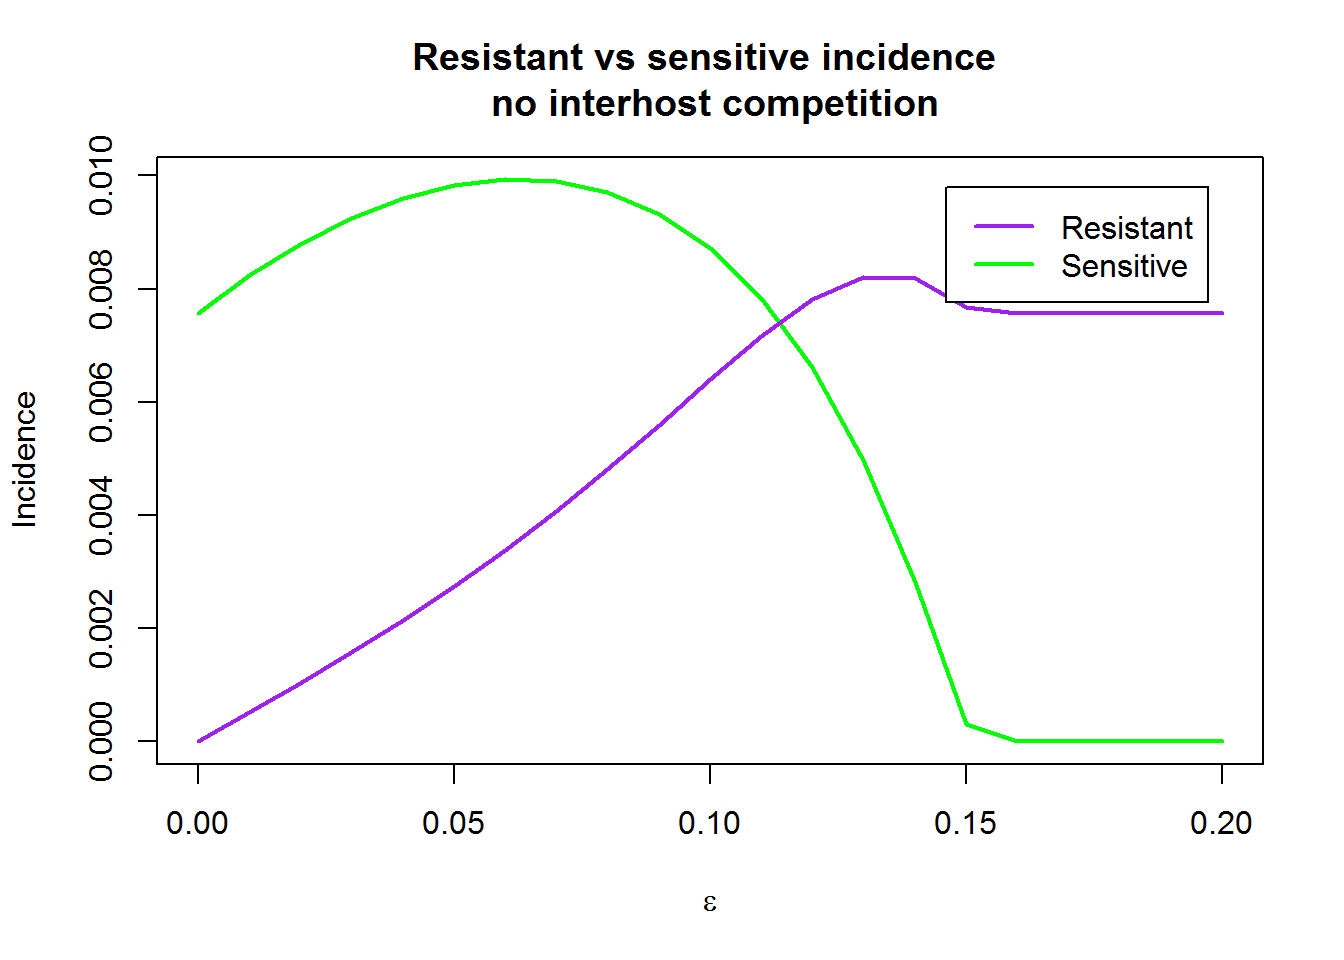 Resistant vs sensitive incidence
no interhost competition
0.010
0.008
0.006
0.004
0.002
0.000
Incidence
Resistant
Sensitive
0.00 0.05 0.10 0.15 0.20
ε